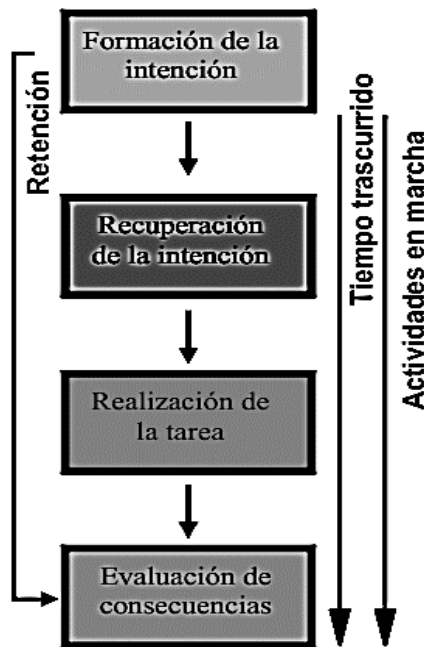 Formación de la
intención
Retención
Recuperación
de la intención
Realización de
la tarea
Evaluación de
consecuencias
Tiempo trascurrido
Actividades en marcha